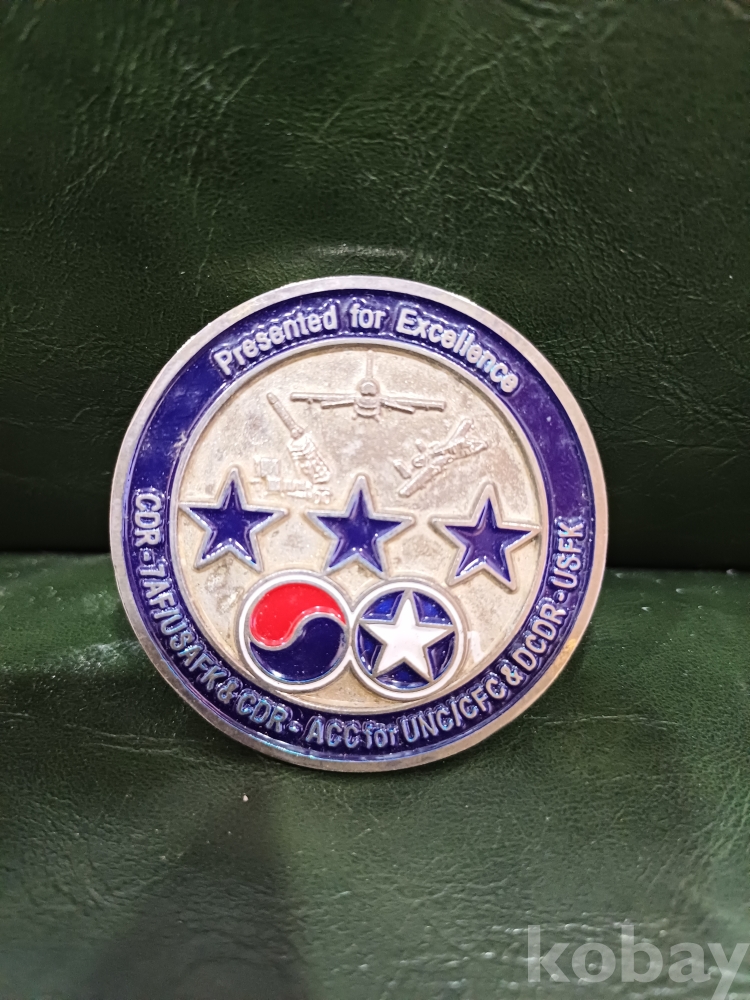 Presented for Excellence
CDR - 7AF/USAFK & CDR - ACC for UNC/CFC & DCDR - USFK
kobay